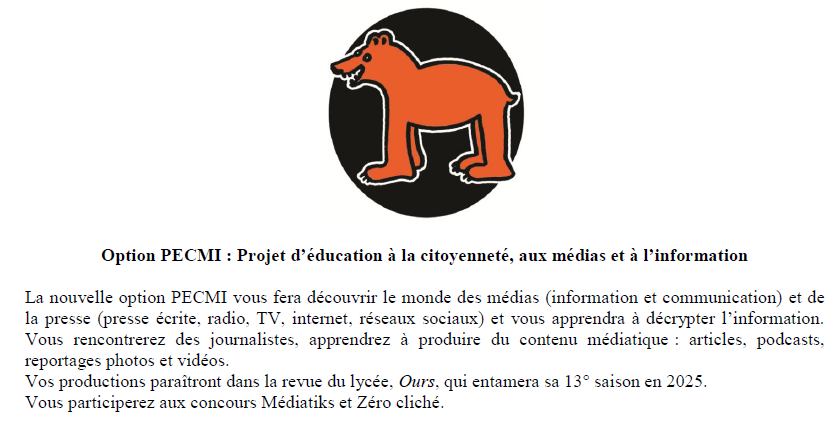 Option PECMI : Projet d’éducation à la citoyenneté, aux médias et à l’information
La nouvelle option PECMI vous fera découvrir le monde des médias (information et communication) et de
la presse (presse écrite, radio, TV, internet, réseaux sociaux) et vous apprendra à décrypter l’information.
Vous rencontrerez des journalistes, apprendrez à produire du contenu médiatique : articles, podcasts,
reportages photos et vidéos.
Vos productions paraîtront dans la revue du lycée, Ours, qui entamera sa 13° saison en 2025.
Vous participerez aux concours Médiatiks et Zéro cliché.